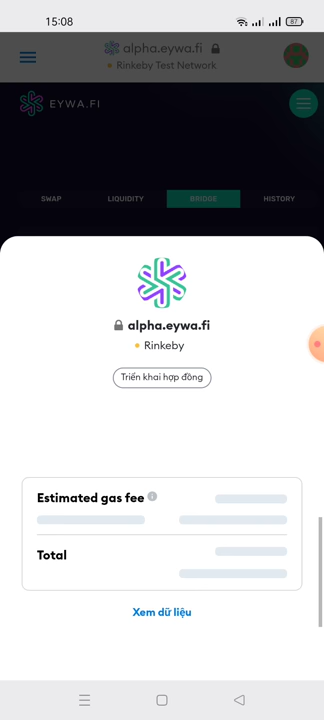 15:08
87
alpha.eywa.fi
Rinkeby Test Network
EYWA.FI
SWAP LIQUIDITY BRIDGE HISTORY
alpha.eywa.fi
Rinkeby
Triển khai hợp đồng
Estimated gas fee
Total
Xem dữ liệu